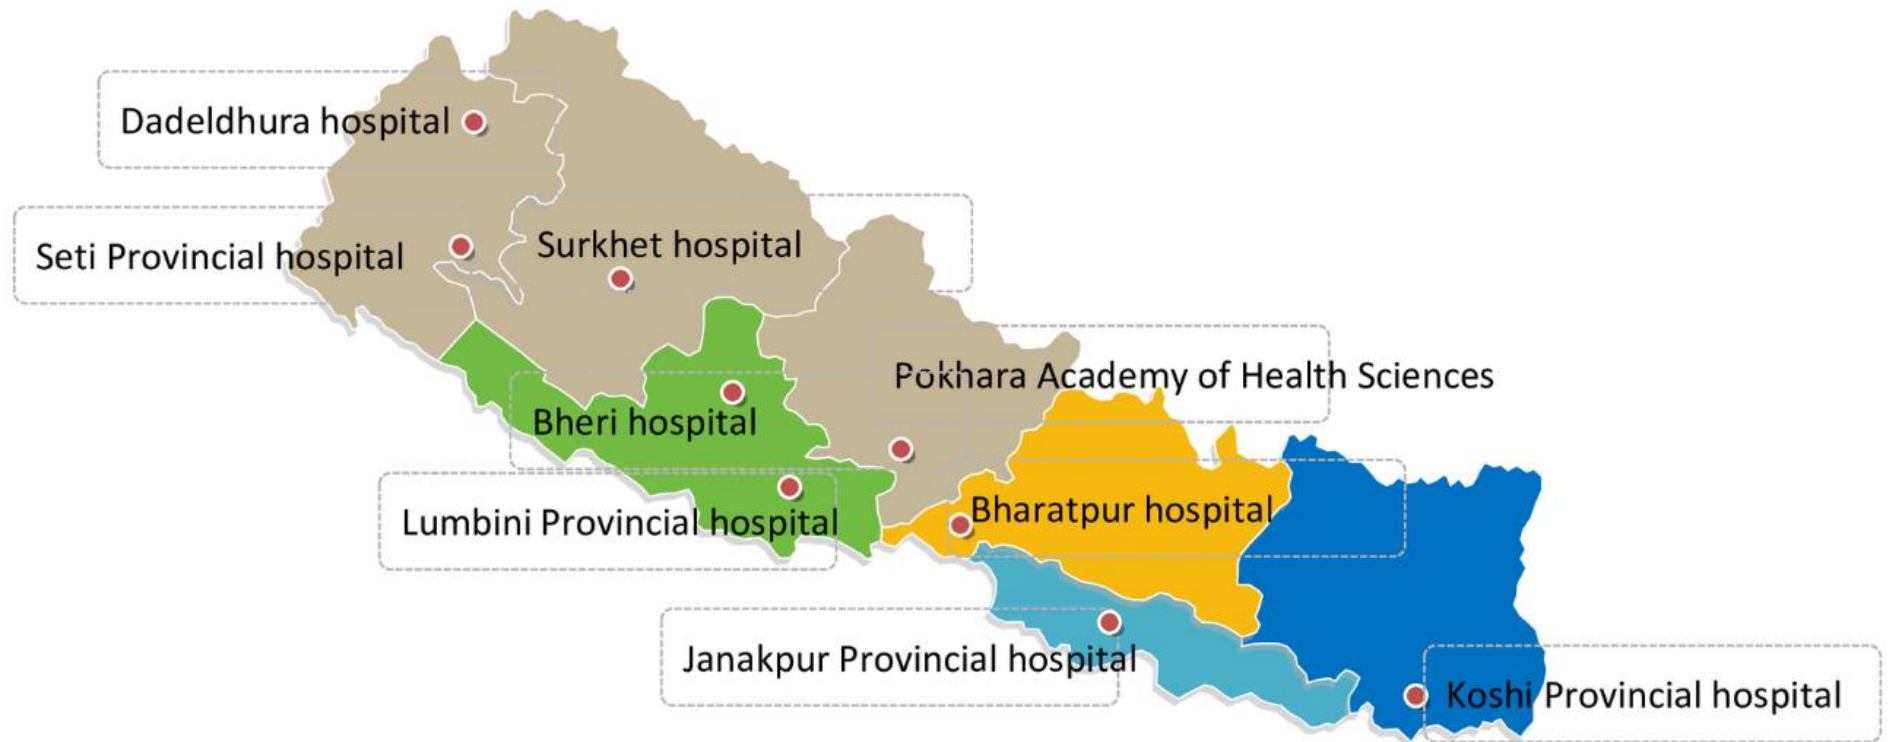 Dadeldhura hospital
Seti Provincial hospital
Surkhet hospital
Pokhara Academy of Health Sciences
Bheri hospital
Lumbini Provincial hospital
Bharatpur hospital
Janakpur Provincial hospital
Koshi Provincial hospital